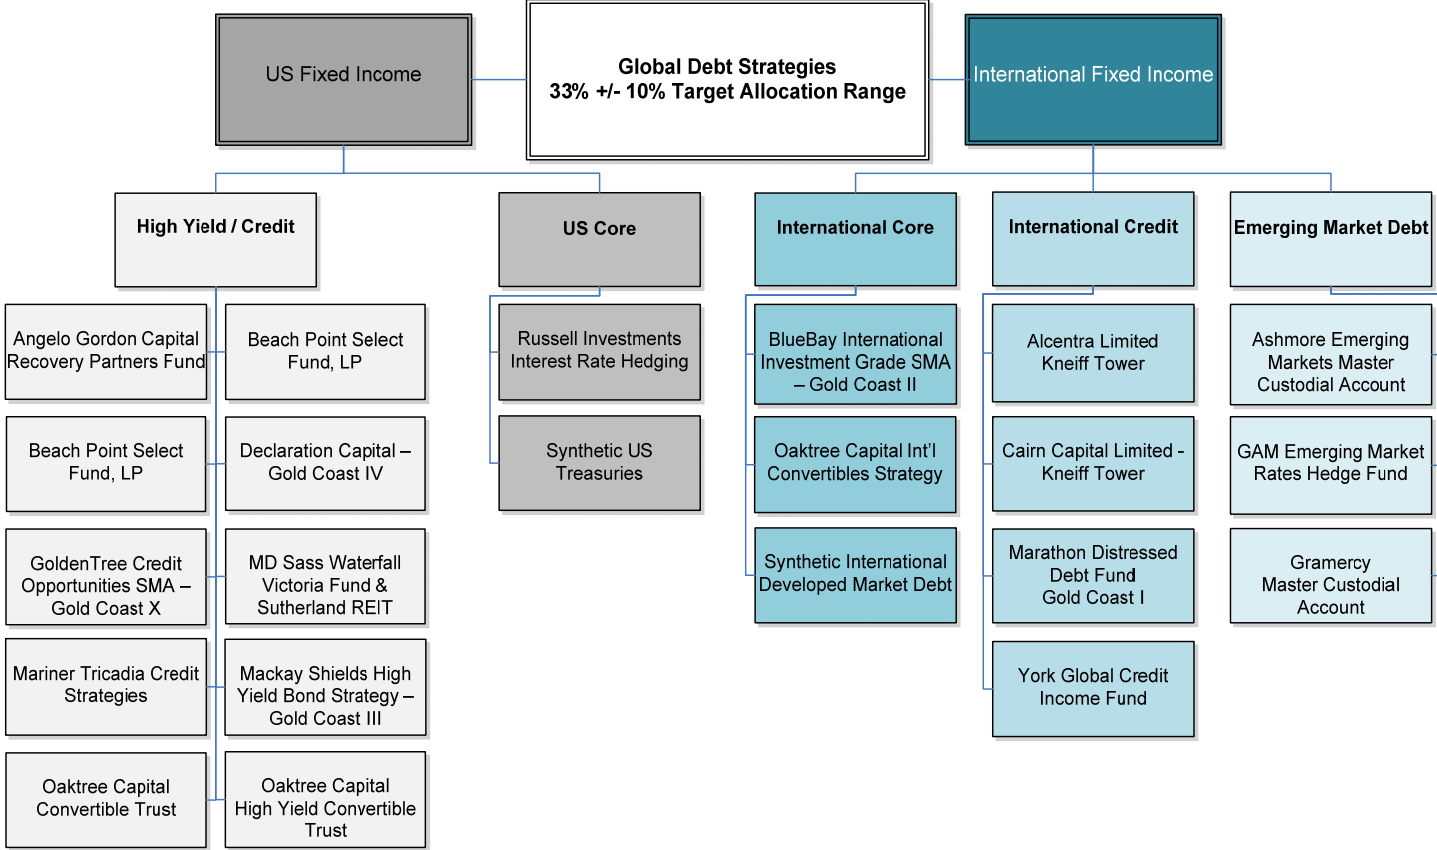 US Fixed Income
Global Debt Strategies
33% +/- 10% Target Allocation Range
International Fixed Income
High Yield / Credit
US Core
International Core
International Credit
Emerging Market Debt
Angelo Gordon Capital
Recovery Partners Fund
Beach Point Select
Fund, LP
Beach Point Select
Fund, LP
Declaration Capital –
Gold Coast IV
GoldenTree Credit
Opportunities SMA –
Gold Coast X
MD Sass Waterfall
Victoria Fund &
Sutherland REIT
Mariner Tricadia Credit
Strategies
Mackay Shields High
Yield Bond Strategy –
Gold Coast III
Oaktree Capital
Convertible Trust
Oaktree Capital
High Yield Convertible
Trust
Russell Investments
Interest Rate Hedging
Synthetic US
Treasuries
BlueBay International
Investment Grade SMA
– Gold Coast II
Oaktree Capital Int'l
Convertibles Strategy
Synthetic International
Developed Market Debt
Alcentra Limited
Kneiff Tower
Cairn Capital Limited -
Kneiff Tower
Marathon Distressed
Debt Fund
Gold Coast I
York Global Credit
Income Fund
Ashmore Emerging
Markets Master
Custodial Account
GAM Emerging Market
Rates Hedge Fund
Gramercy
Master Custodial
Account